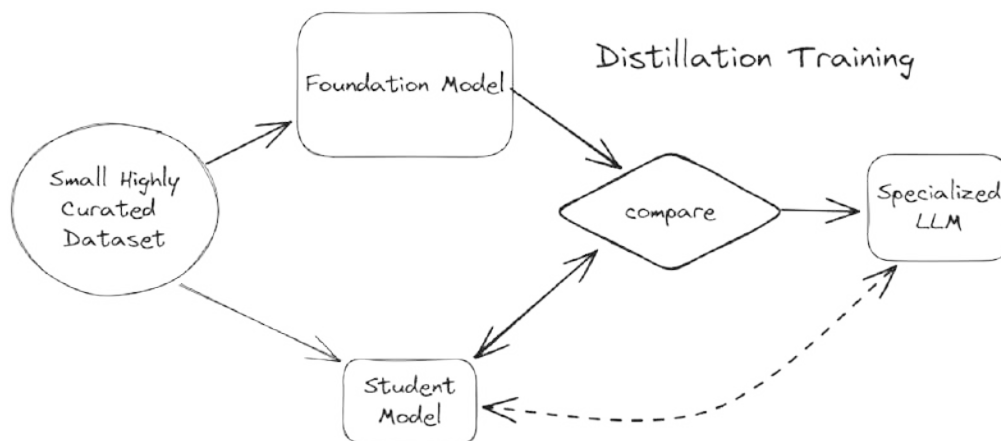 Distillation Training
Foundation Model
Small Highly
Curated
Dataset
compare
Specialized
LLM
Student
Model